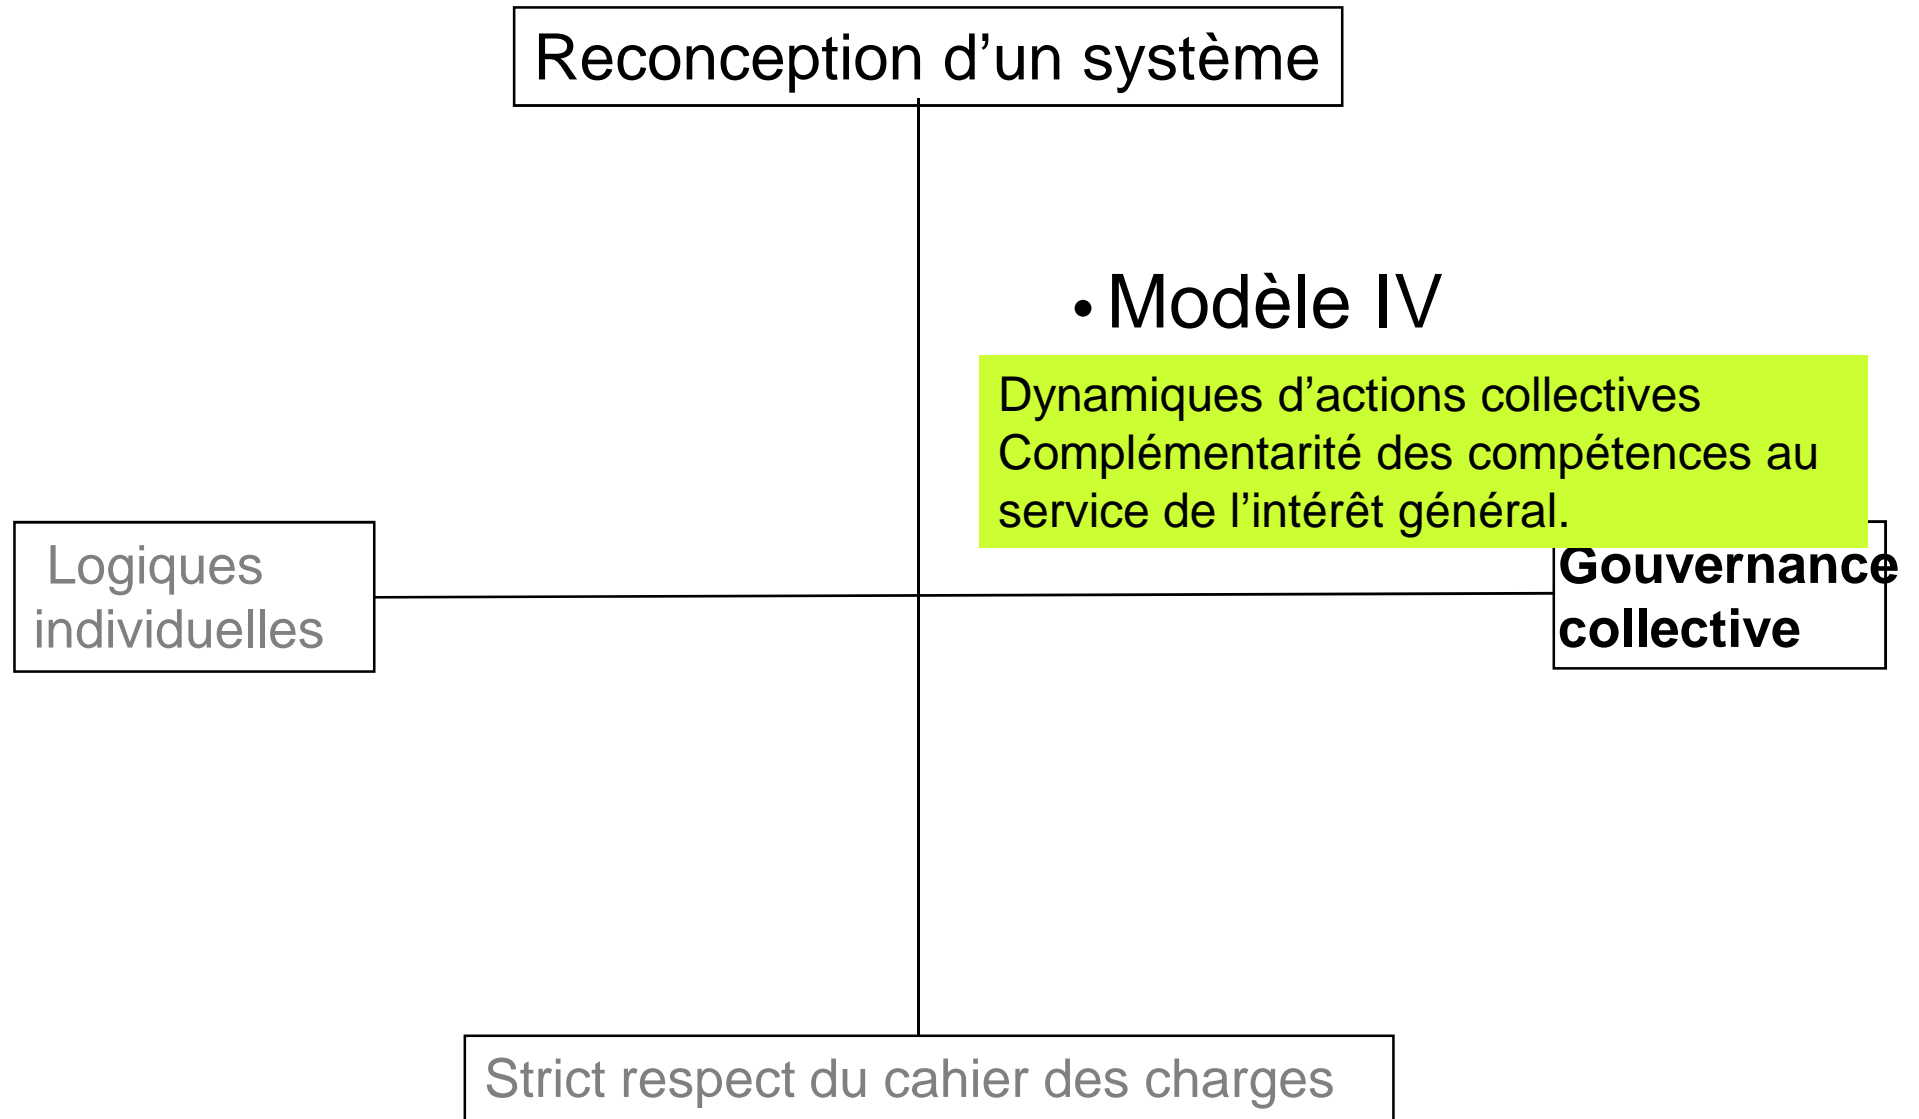 Reconception d’un système
• Modèle IV
Dynamiques d’actions collectives
Complémentarité des compétences au
service de l’intérêt général.
Logiques
individuelles
Gouvernance
collective
Strict respect du cahier des charges